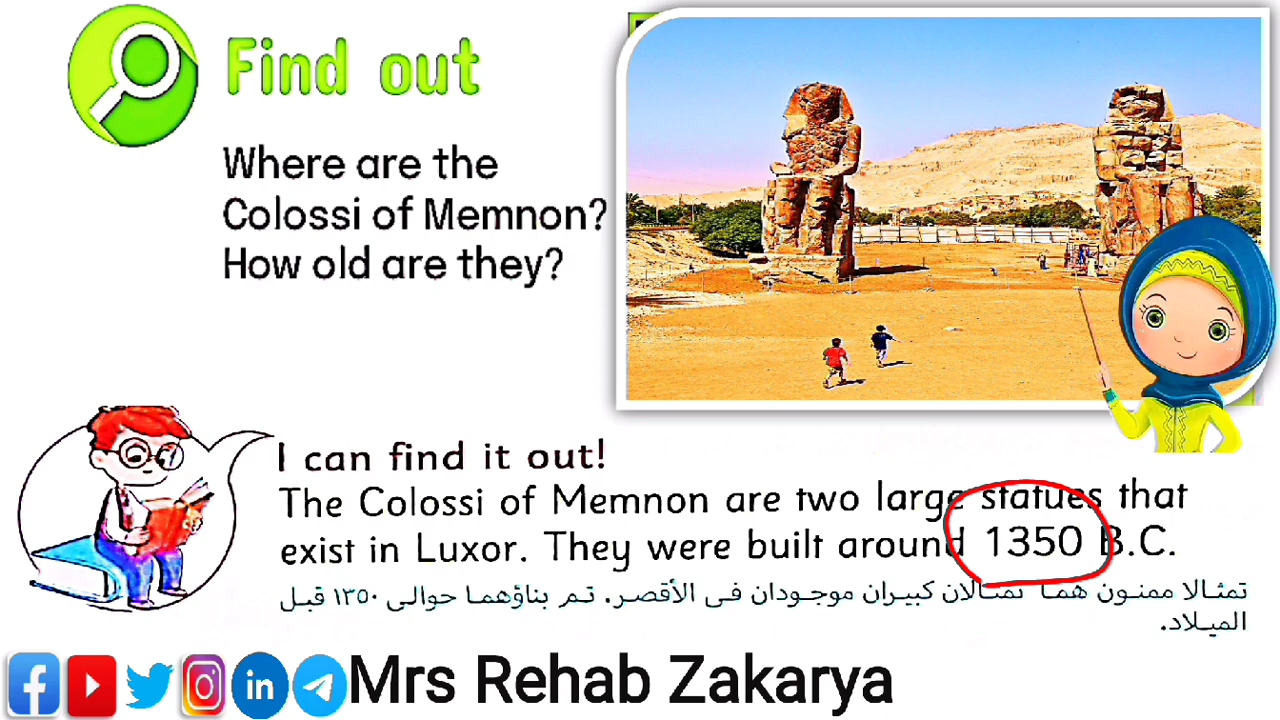 Find out
Where are the
Colossi of Memnon?
How old are they?
I can find it out!
The Colossi of Memnon are two large statues that
exist in Luxor. They were built around 1350 B.C.
تمثالا ممنون هما تمثالان كبيران موجودان فى الأقصر. تم بناؤهما حوالى ١٣٥٠ قبل
الميلاد.
Mrs Rehab Zakarya